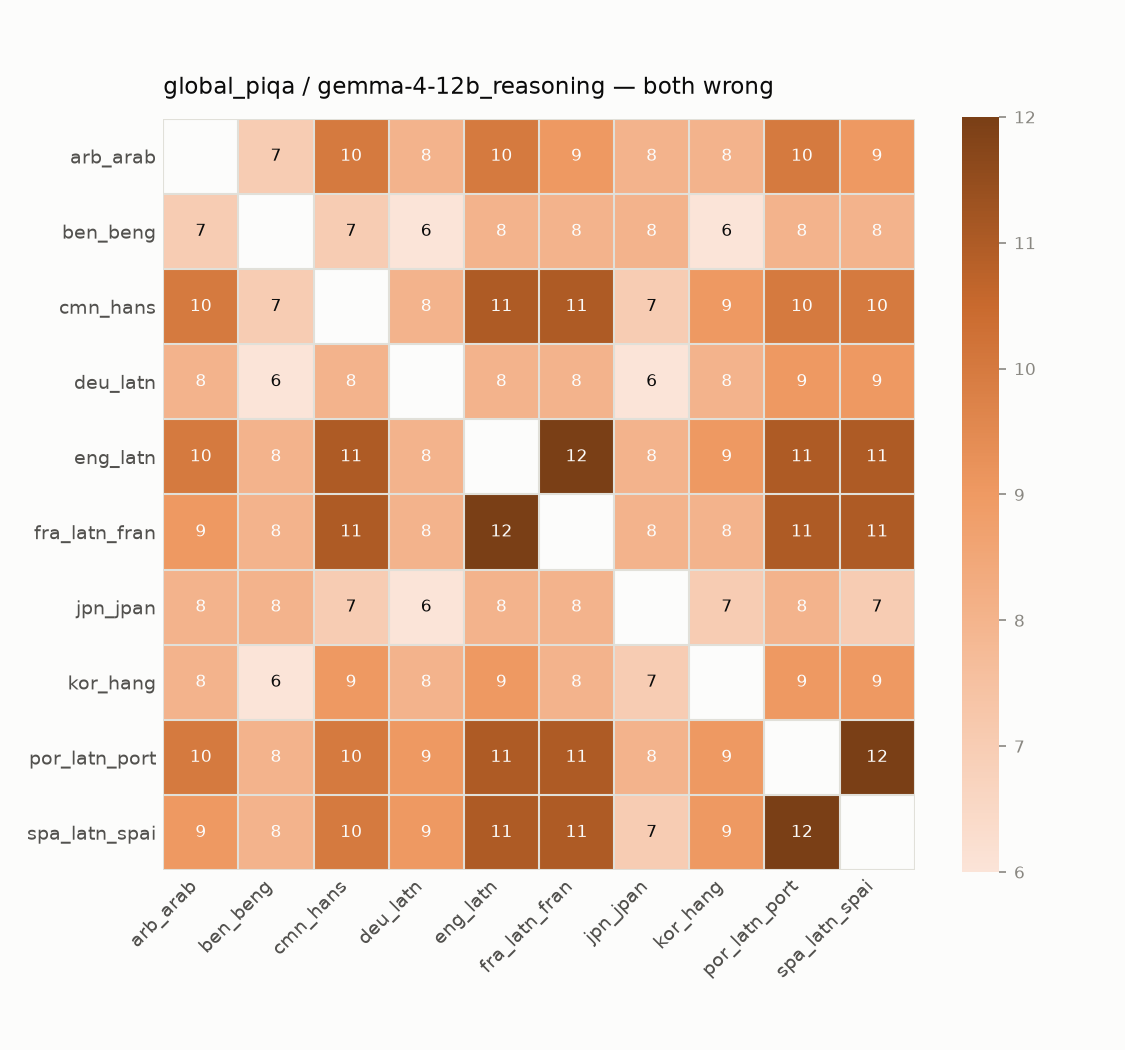 global_piqa / gemma-4-12b_reasoning — both wrong
arb_arab 7 10 8 10 9 8 8 10 9
ben_beng 7 7 6 8 8 8 6 8 8
cmn_hans 10 7 8 11 11 7 9 10 10
deu_latn 8 6 8 8 8 6 8 9 9
eng_latn 10 8 11 8 12 8 9 11 11
fra_latn_fran 9 8 11 8 12 8 8 11 11
jpn_jpan 8 8 7 6 8 8 7 8 7
kor_hang 8 6 9 8 9 8 7 9 9
por_latn_port 10 8 10 9 11 11 8 9 12
spa_latn_spai 9 8 10 9 11 11 7 9 12
arb_arab ben_beng cmn_hans deu_latn eng_latn fra_latn_fran jpn_jpan kor_hang por_latn_port spa_latn_spai
12
11
10
9
8
7
6